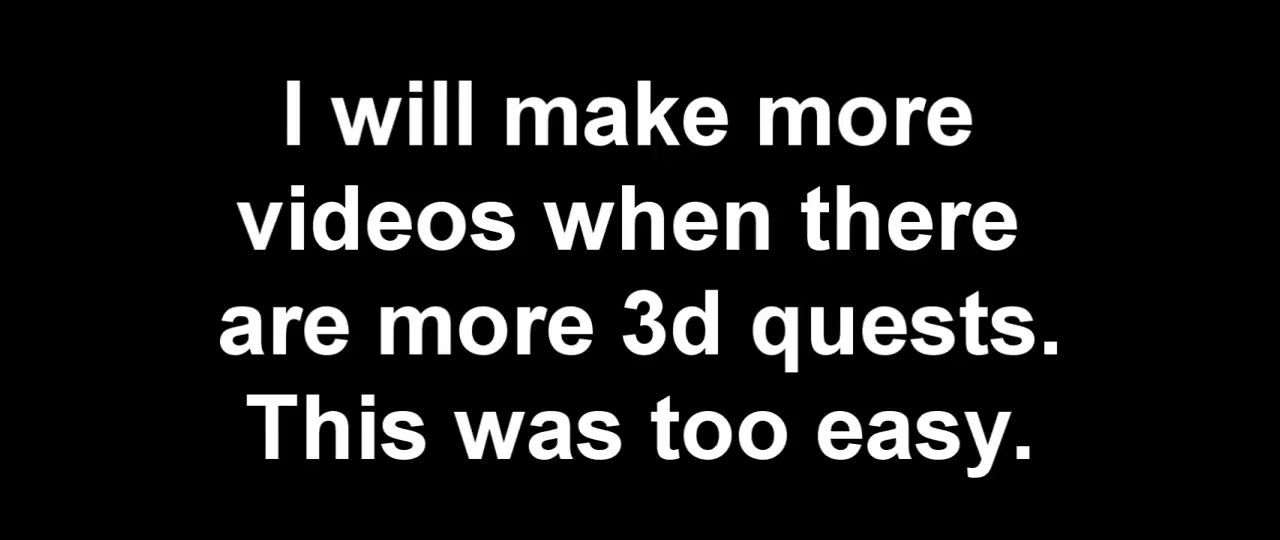 I will make more
videos when there
are more 3d quests.
This was too easy.